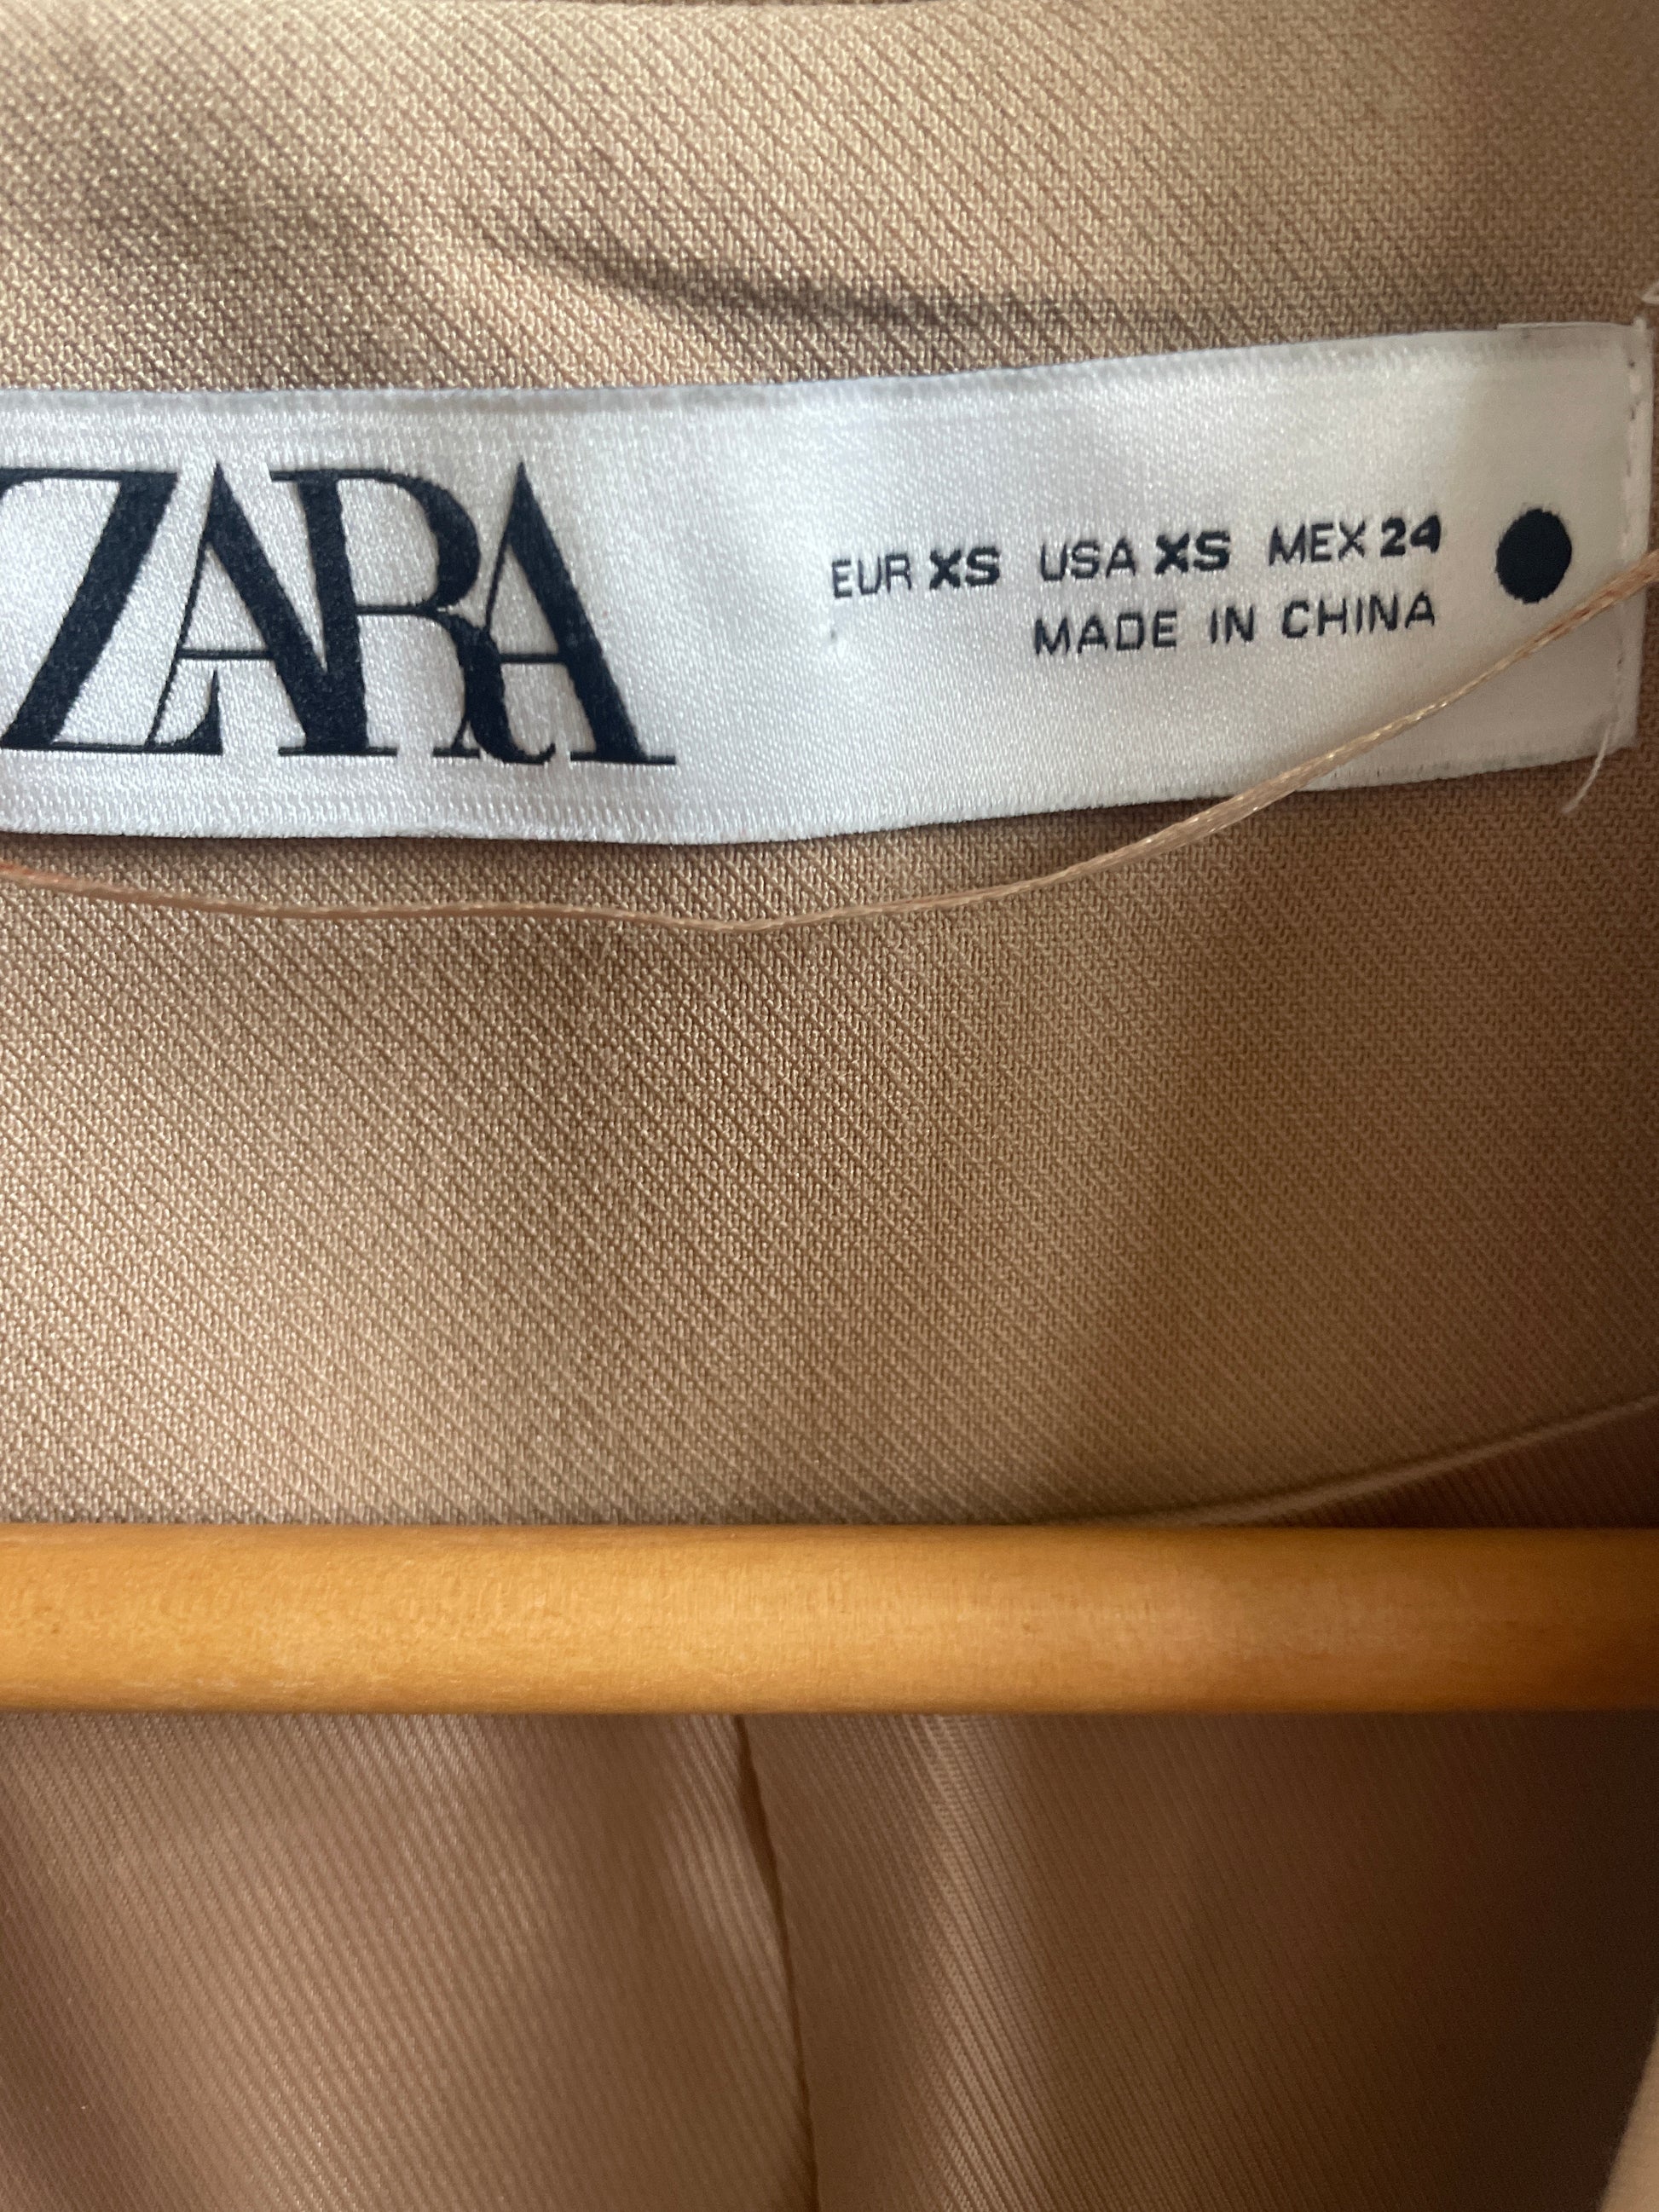 ZARA
EUR XS USA XS MEX 24
MADE IN CHINA